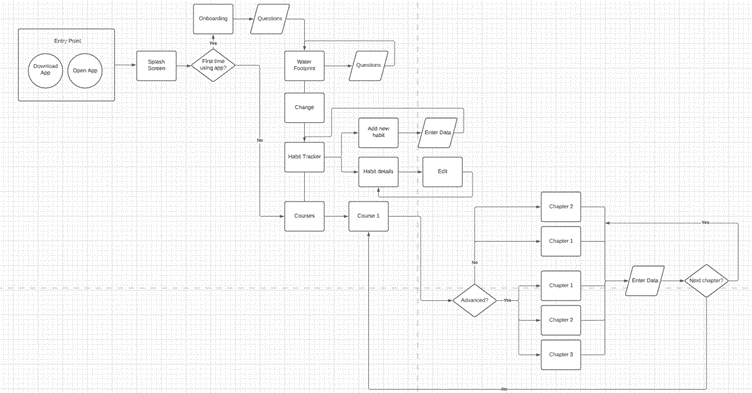 Entry Point
Download
App
Open App
Splash
Screen
First time
using app?
Yes
No
Onboarding
Questions
Water
Footprint
Questions
Change
Habit Tracker
Add new
habit
Enter Data
Habit details
Edit
Courses
Course 1
Advanced?
No
Yes
Chapter 2
Chapter 1
Chapter 1
Chapter 2
Chapter 3
Enter Data
Next chapter?
Yes
No